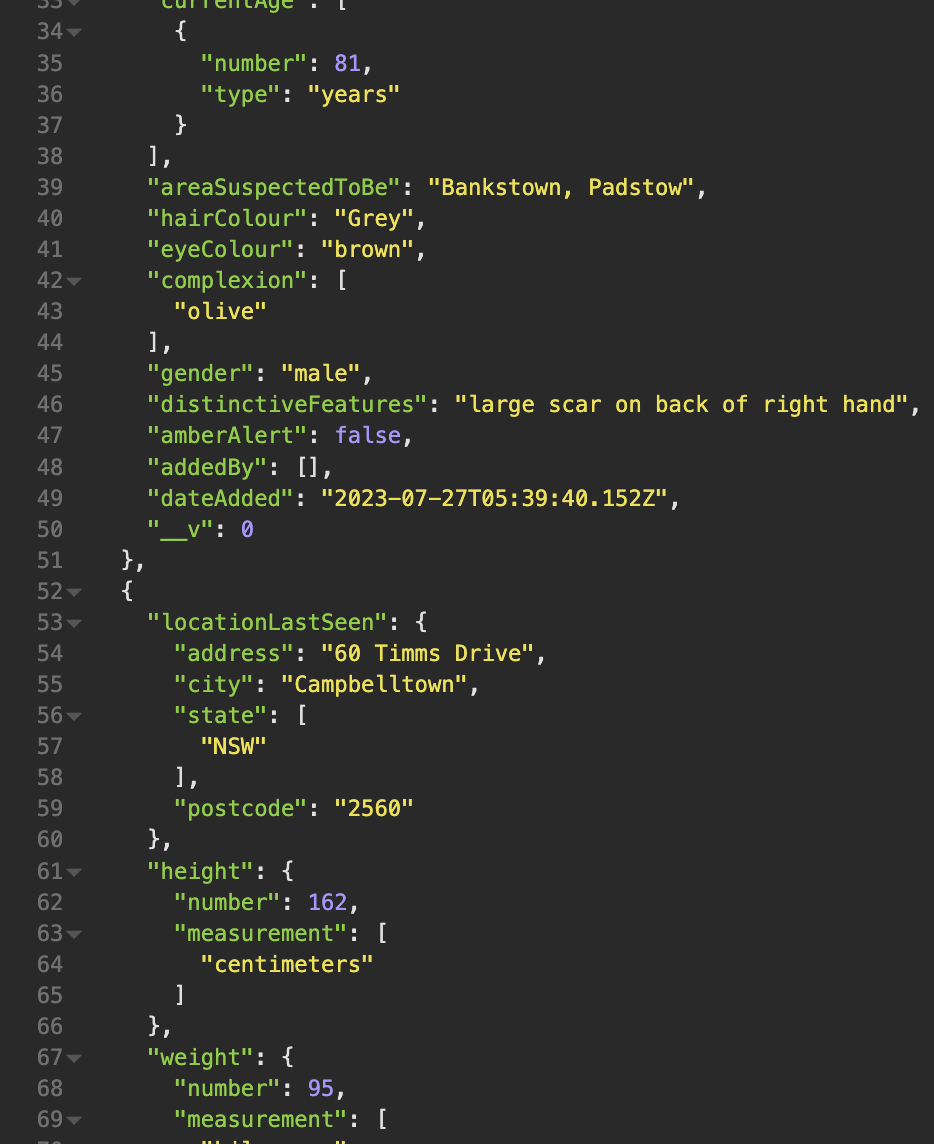 33 "currentAge": [
34 {
35 "number": 81,
36 "type": "years"
37 }
38 ],
39 "areaSuspectedToBe": "Bankstown, Padstow",
40 "hairColour": "Grey",
41 "eyeColour": "brown",
42 "complexion": [
43 "olive"
44 ],
45 "gender": "male",
46 "distinctiveFeatures": "large scar on back of right hand",
47 "amberAlert": false,
48 "addedBy": [],
49 "dateAdded": "2023-07-27T05:39:40.152Z",
50 "__v": 0
51 },
52 {
53 "locationLastSeen": {
54 "address": "60 Timms Drive",
55 "city": "Campbelltown",
56 "state": [
57 "NSW"
58 ],
59 "postcode": "2560"
60 },
61 "height": {
62 "number": 162,
63 "measurement": [
64 "centimeters"
65 ]
66 },
67 "weight": {
68 "number": 95,
69 "measurement": [